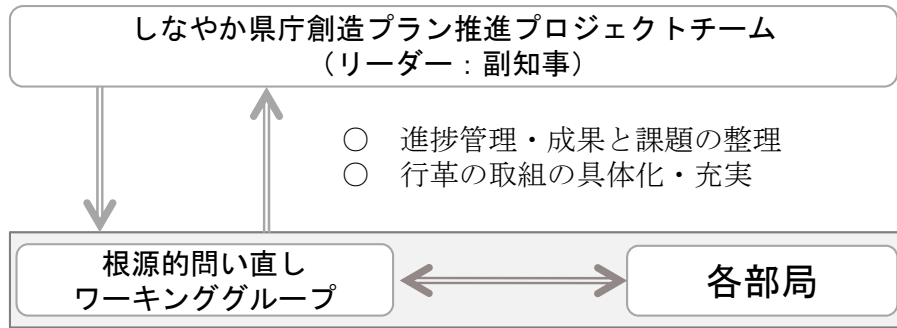 しなやか県庁創造プラン推進プロジェクトチーム
（リーダー：副知事）
○　進捗管理・成果と課題の整理
○　行革の取組の具体化・充実
根源的問い直し
ワーキンググループ
各部局